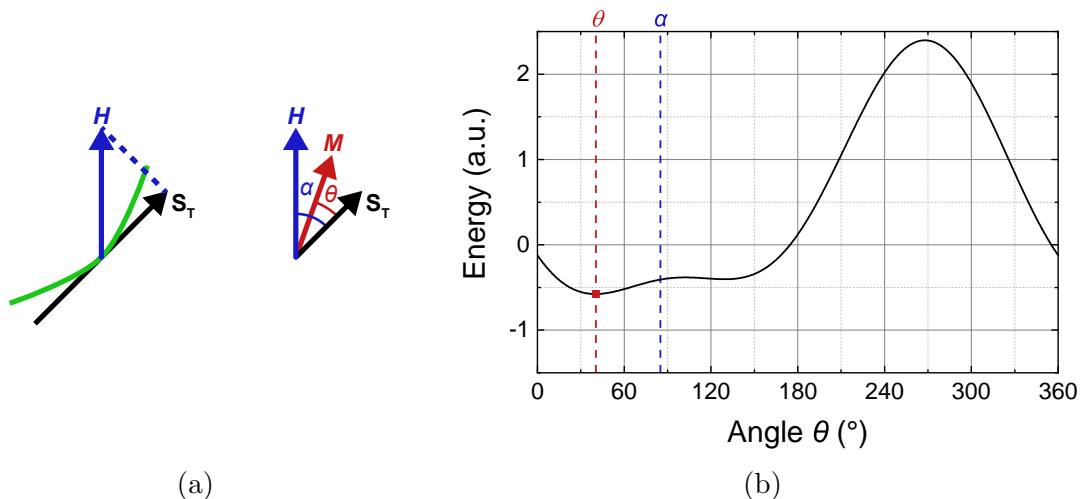 H
S_T
H
M
α
θ
S_T
(a)
θ
α
Energy (a.u.)
2
1
0
-1
0
60
120
180
240
300
360
Angle θ (°)
(b)